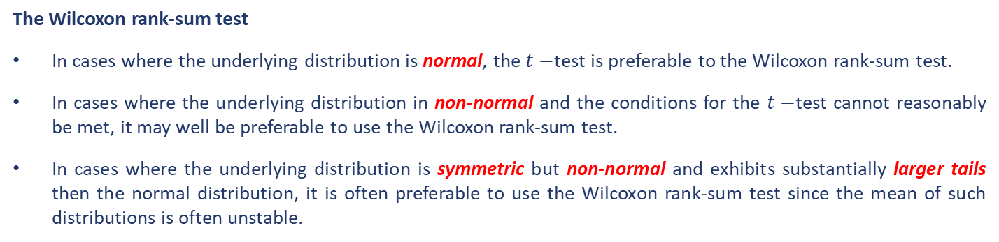 The Wilcoxon rank-sum test
• In cases where the underlying distribution is normal, the t −test is preferable to the Wilcoxon rank-sum test.
• In cases where the underlying distribution in non-normal and the conditions for the t −test cannot reasonably
be met, it may well be preferable to use the Wilcoxon rank-sum test.
• In cases where the underlying distribution is symmetric but non-normal and exhibits substantially larger tails
then the normal distribution, it is often preferable to use the Wilcoxon rank-sum test since the mean of such
distributions is often unstable.